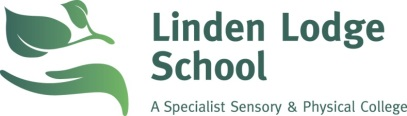 Linden Lodge
School
A Specialist Sensory & Physical College